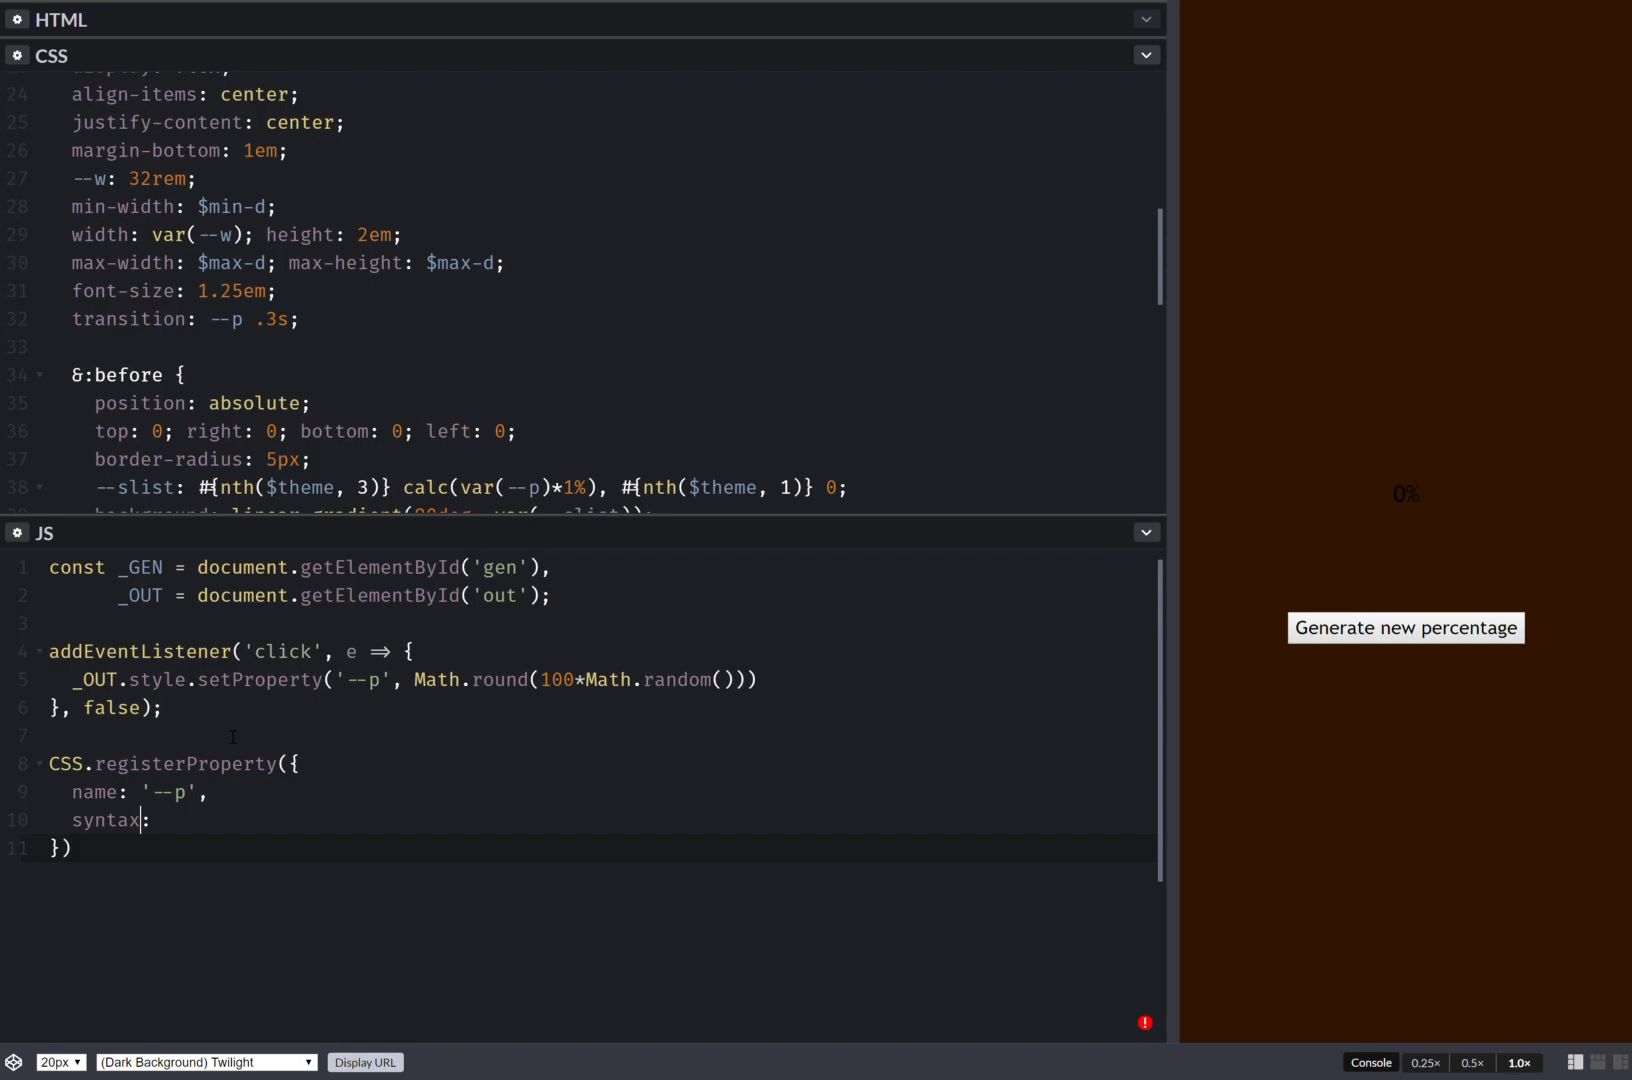 HTML
CSS
24 align-items: center;
25 justify-content: center;
26 margin-bottom: 1em;
27 --w: 32rem;
28 min-width: $min-d;
29 width: var(--w); height: 2em;
30 max-width: $max-d; max-height: $max-d;
31 font-size: 1.25em;
32 transition: --p .3s;
33
34 &:before {
35 position: absolute;
36 top: 0; right: 0; bottom: 0; left: 0;
37 border-radius: 5px;
38 --slist: #{nth($theme, 3)} calc(var(--p)*1%), #{nth($theme, 1)} 0;
JS
1 const _GEN = document.getElementById('gen'),
2 _OUT = document.getElementById('out');
3
4 addEventListener('click', e => {
5 _OUT.style.setProperty('--p', Math.round(100*Math.random()))
6 }, false);
7
8 CSS.registerProperty({
9 name: '--p',
10 syntax:
11 })
0%
Generate new percentage
20px
(Dark Background) Twilight
Display URL
Console
0.25×
0.5×
1.0×